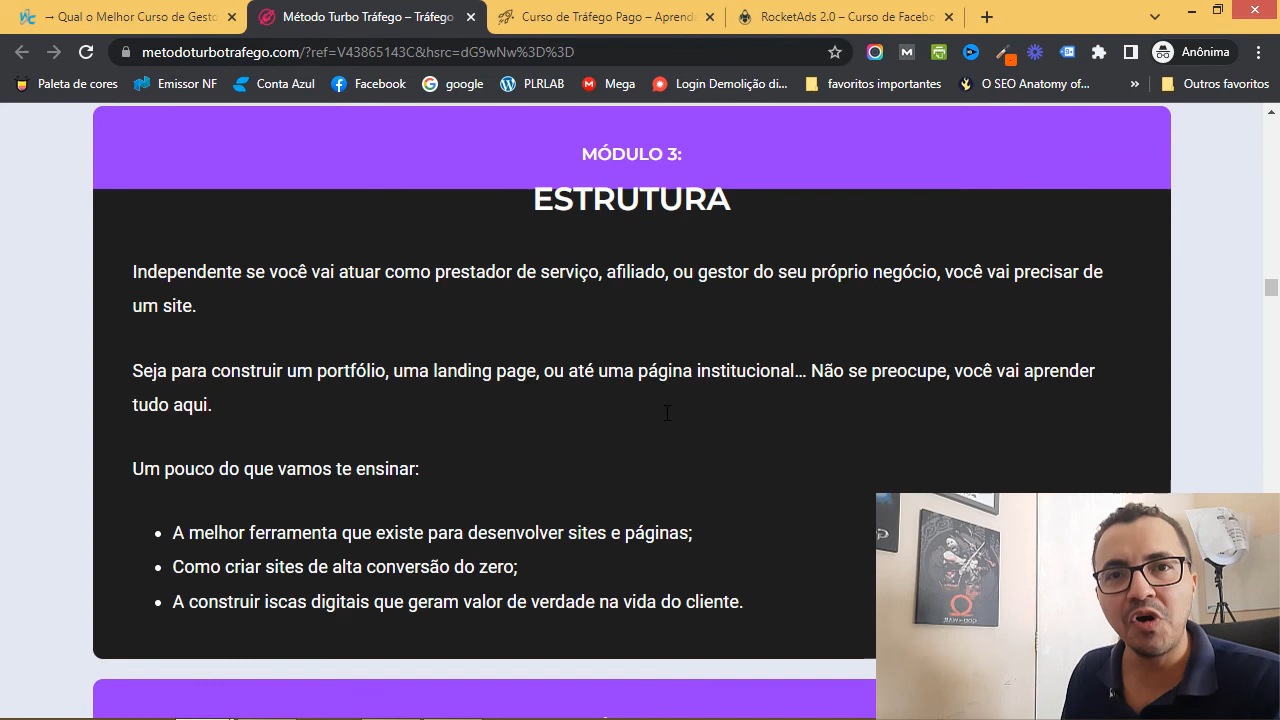 → Qual o Melhor Curso de Gesto
Método Turbo Tráfego – Tráfego
Curso de Tráfego Pago – Aprenda
RocketAds 2.0 – Curso de Facebo
metodoturbotrafego.com/?ref=V43865143C&hsrc=dG9wNw%3D%3D
Anônima
Paleta de cores
Emissor NF
Conta Azul
Facebook
google
PLRLAB
Mega
Login Demolição di...
favoritos importantes
O SEO Anatomy of...
»
Outros favoritos
MÓDULO 3:
ESTRUTURA
Independente se você vai atuar como prestador de serviço, afiliado, ou gestor do seu próprio negócio, você vai precisar de
um site.
Seja para construir um portfólio, uma landing page, ou até uma página institucional... Não se preocupe, você vai aprender
tudo aqui.
Um pouco do que vamos te ensinar:
• A melhor ferramenta que existe para desenvolver sites e páginas;
• Como criar sites de alta conversão do zero;
• A construir iscas digitais que geram valor de verdade na vida do cliente.